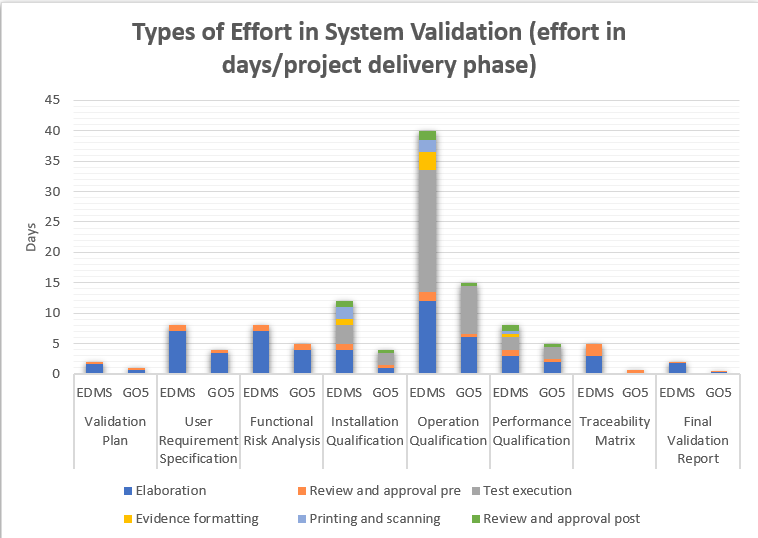 Types of Effort in System Validation (effort in
days/project delivery phase)
45
40
35
30
25
20
15
10
5
0
Days
EDMS GO5 EDMS GO5 EDMS GO5 EDMS GO5 EDMS GO5 EDMS GO5 EDMS GO5 EDMS GO5
Validation
Plan
User
Requirement
Specification
Functional
Risk Analysis
Installation
Qualification
Operation
Qualification
Performance
Qualification
Traceability
Matrix
Final
Validation
Report
Elaboration
Review and approval pre
Test execution
Evidence formatting
Printing and scanning
Review and approval post